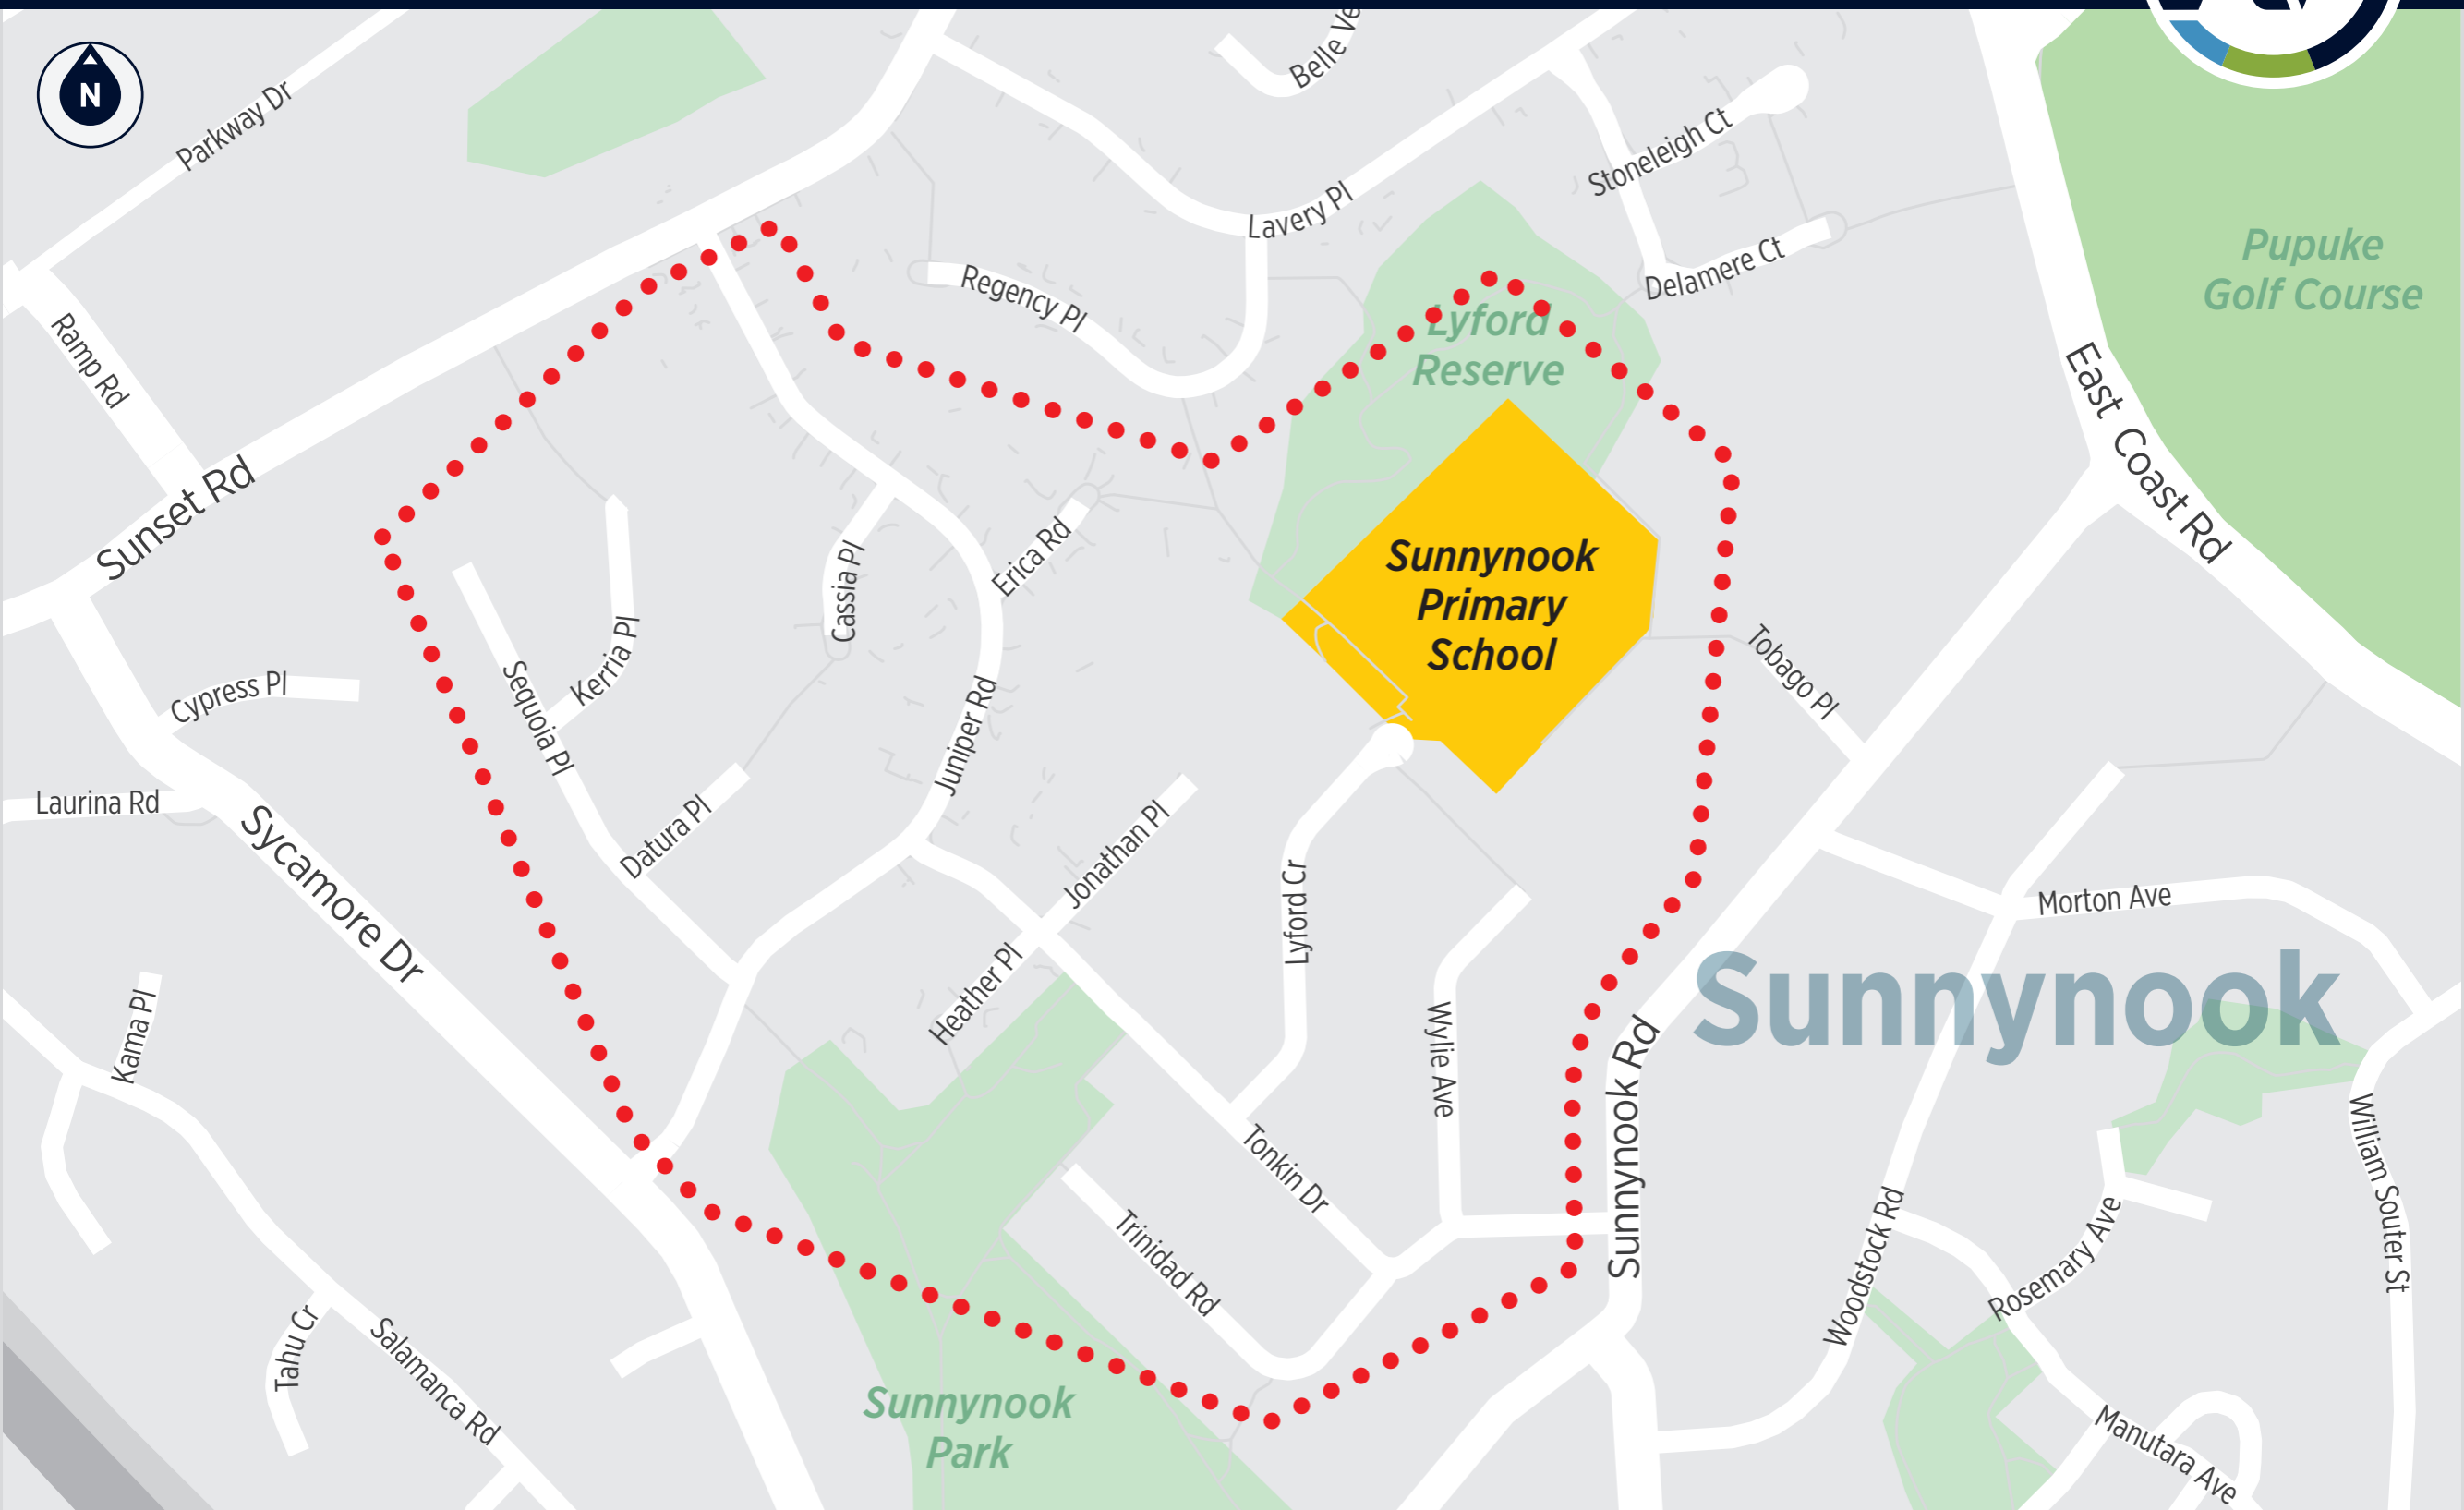 N
Parkway Dr
Ramp Rd
Sunset Rd
Lavery Pl
Regency Pl
Stoneleigh Ct
Delamere Ct
Pupuke
Golf Course
East Coast Rd
Lyford
Reserve
Sunnynook
Primary
School
Erica Rd
Cassia Pl
Kerria Pl
Sequoia Pl
Cypress Pl
Laurina Rd
Sycamore Dr
Juniper Rd
Datura Pl
Jonathan Pl
Heather Pl
Lyford Cr
Tobago Pl
Morton Ave
Sunnynook
Wylie Ave
Sunnynook Rd
Tonkin Dr
Trinidad Rd
Kama Pl
Tahu Cr
Salamanca Rd
Sunnynook
Park
Woodstock Rd
Rosemary Ave
William Souter St
Manutara Ave
Belle